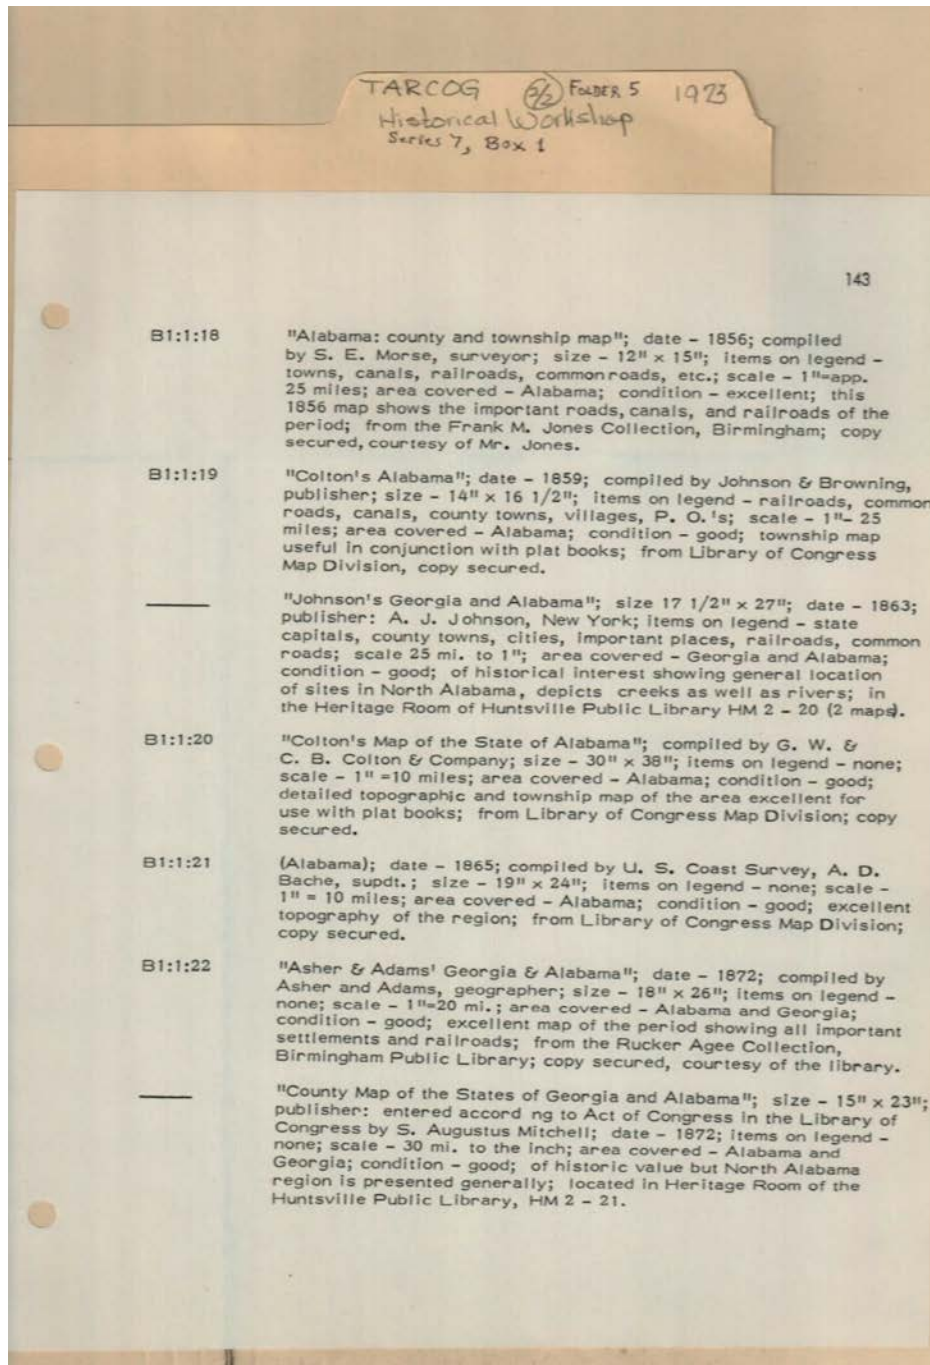 TARCOG 2/2 FOLDER 5 1973
Historical Workshop
Series 7, Box 1
143
B1:1:18 "Alabama: county and township map"; date - 1856; compiled
by S. E. Morse, surveyor; size - 12" x 15"; items on legend -
towns, canals, railroads, common roads, etc.; scale - 1"=app.
25 miles; area covered - Alabama; condition - excellent; this
1856 map shows the important roads, canals, and railroads of the
period; from the Frank M. Jones Collection, Birmingham; copy
secured, courtesy of Mr. Jones.
B1:1:19 "Colton's Alabama"; date - 1859; compiled by Johnson & Browning,
publisher; size - 14" x 16 1/2"; items on legend - railroads, common
roads, canals, county towns, villages, P. O.'s; scale - 1"- 25
miles; area covered - Alabama; condition - good; township map
useful in conjunction with plat books; from Library of Congress
Map Division, copy secured.
"Johnson's Georgia and Alabama"; size 17 1/2" x 27"; date - 1863;
publisher: A. J. Johnson, New York; items on legend - state
capitals, county towns, cities, important places, railroads, common
roads; scale 25 mi. to 1"; area covered - Georgia and Alabama;
condition - good; of historical interest showing general location
of sites in North Alabama, depicts creeks as well as rivers; in
the Heritage Room of Huntsville Public Library HM 2 - 20 (2 maps).
B1:1:20 "Colton's Map of the State of Alabama"; compiled by G. W. &
C. B. Colton & Company; size - 30" x 38"; items on legend - none;
scale - 1" =10 miles; area covered - Alabama; condition - good;
detailed topographic and township map of the area excellent for
use with plat books; from Library of Congress Map Division; copy
secured.
B1:1:21 (Alabama); date - 1865; compiled by U. S. Coast Survey, A. D.
Bache, supdt.; size - 19" x 24"; items on legend - none; scale -
1" = 10 miles; area covered - Alabama; condition - good; excellent
topography of the region; from Library of Congress Map Division;
copy secured.
B1:1:22 "Asher & Adams' Georgia & Alabama"; date - 1872; compiled by
Asher and Adams, geographer; size - 18" x 26"; items on legend -
none; scale - 1"=20 mi.; area covered - Alabama and Georgia;
condition - good; excellent map of the period showing all important
settlements and railroads; from the Rucker Agee Collection,
Birmingham Public Library; copy secured, courtesy of the library.
"County Map of the States of Georgia and Alabama"; size - 15" x 23";
publisher: entered accord ng to Act of Congress in the Library of
Congress by S. Augustus Mitchell; date - 1872; items on legend -
none; scale - 30 mi. to the inch; area covered - Alabama and
Georgia; condition - good; of historic value but North Alabama
region is presented generally; located in Heritage Room of the
Huntsville Public Library, HM 2 - 21.